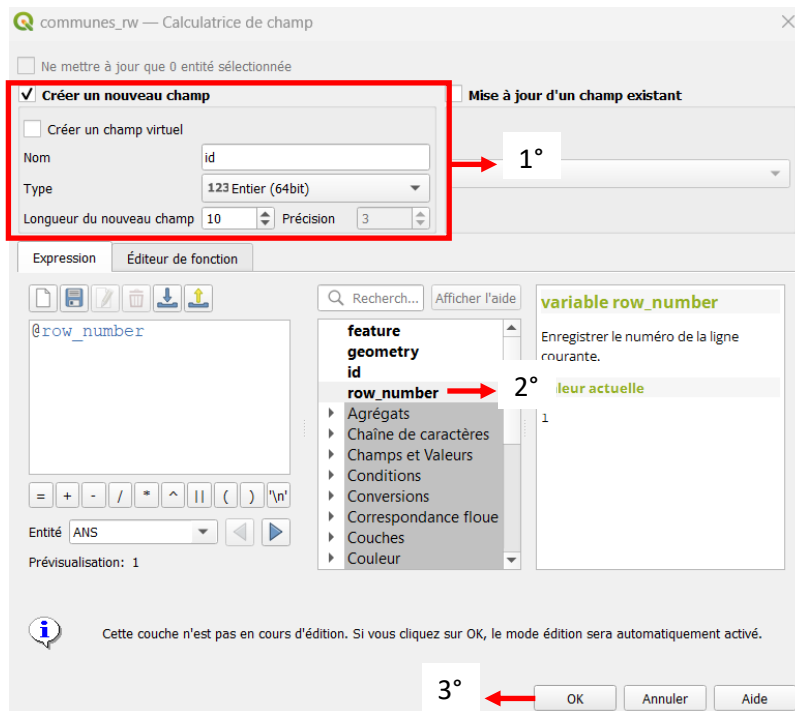 communes_rw — Calculatrice de champ
Ne mettre à jour que 0 entité sélectionnée
Créer un nouveau champ
Mise à jour d'un champ existant
Créer un champ virtuel
Nom id
1°
Type 123 Entier (64bit)
Longueur du nouveau champ 10 Précision 3
Expression Éditeur de fonction
Recherch... Afficher l'aide
variable row_number
@row_number
feature
Enregistrer le numéro de la ligne
geometry
courante.
id
row_number
2°
leur actuelle
Agrégats
1
Chaîne de caractères
Champs et Valeurs
Conditions
= + - / * ^ || ( ) '\n'
Conversions
Correspondance floue
Entité ANS
Couches
Prévisualisation: 1
Couleur
Cette couche n'est pas en cours d'édition. Si vous cliquez sur OK, le mode édition sera automatiquement activé.
3°
OK Annuler Aide